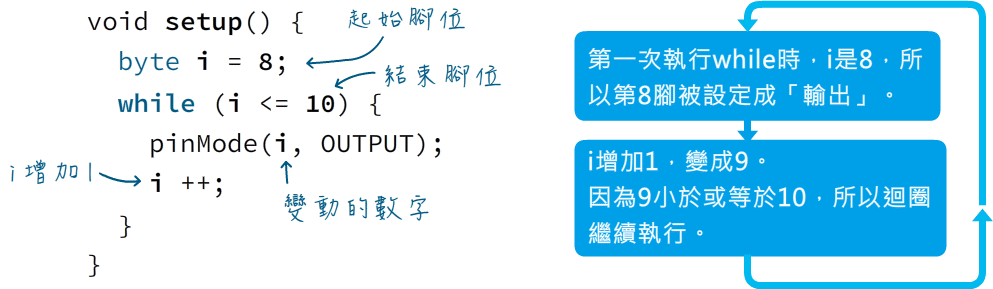 void setup() {
起始腳位
byte i = 8;
結束腳位
while (i <= 10) {
pinMode(i, OUTPUT);
i增加1
i ++;
變動的數字
}
}
第一次執行while時，i是8，所
以第8腳被設定成「輸出」。
i增加1，變成9。
因為9小於或等於10，所以迴圈
繼續執行。